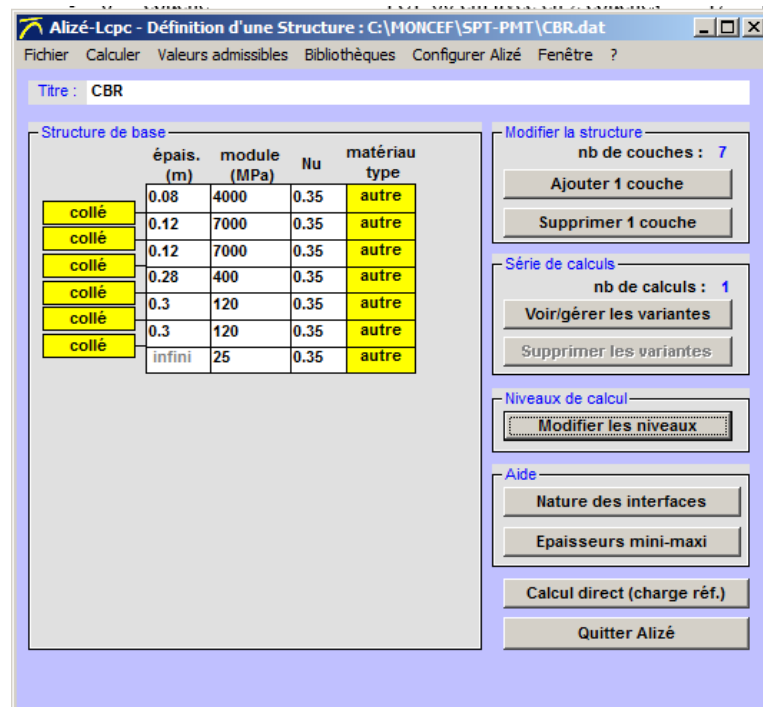 Alizé-Lcpc - Définition d'une Structure : C:\MONCEF\SPT-PMT\CBR.dat
Fichier Calculer Valeurs admissibles Bibliothèques Configurer Alizé Fenêtre ?
Titre : CBR
Structure de base
épais. (m) module (MPa) Nu matériau type
0.08 4000 0.35 autre
collé
0.12 7000 0.35 autre
collé
0.12 7000 0.35 autre
collé
0.28 400 0.35 autre
collé
0.3 120 0.35 autre
collé
0.3 120 0.35 autre
collé
infini 25 0.35 autre
Modifier la structure
nb de couches : 7
Ajouter 1 couche
Supprimer 1 couche
Série de calculs
nb de calculs : 1
Voir/gérer les variantes
Supprimer les variantes
Niveaux de calcul
Modifier les niveaux
Aide
Nature des interfaces
Epaisseurs mini-maxi
Calcul direct (charge réf.)
Quitter Alizé